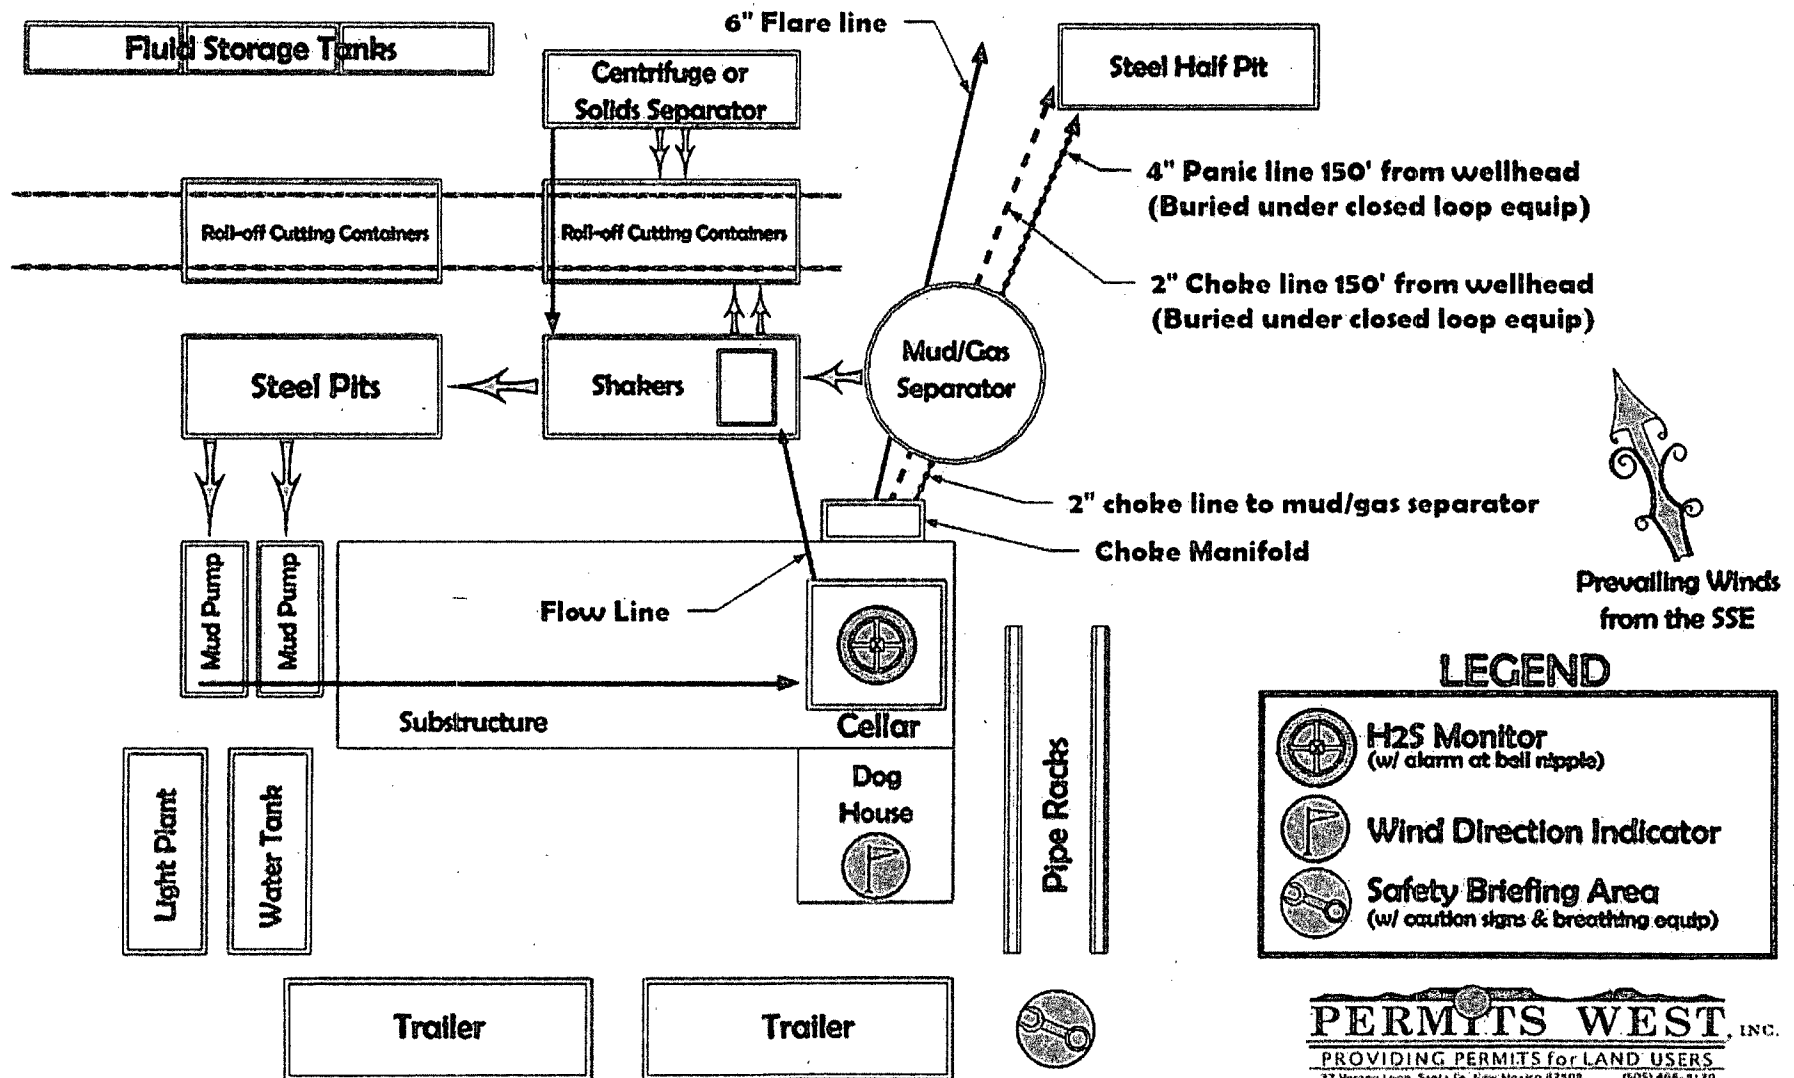 6" Flare line
Fluid Storage Tanks
Centrifuge or
Solids Separator
Steel Half Pit
4" Panic line 150' from wellhead
(Buried under closed loop equip)
Roll-off Cutting Containers
Roll-off Cutting Containers
2" Choke line 150' from wellhead
(Buried under closed loop equip)
Steel Pits
Shakers
Mud/Gas
Separator
2" choke line to mud/gas separator
Choke Manifold
Mud Pump
Mud Pump
Flow Line
Prevailing Winds
from the SSE
Substructure
Cellar
LEGEND
H2S Monitor
(w/ alarm at bell nipple)
Wind Direction Indicator
Safety Briefing Area
(w/ caution signs & breathing equip)
Dog
House
Pipe Racks
Light Plant
Water Tank
Trailer
Trailer
PERMITS WEST, INC.
PROVIDING PERMITS for LAND USERS